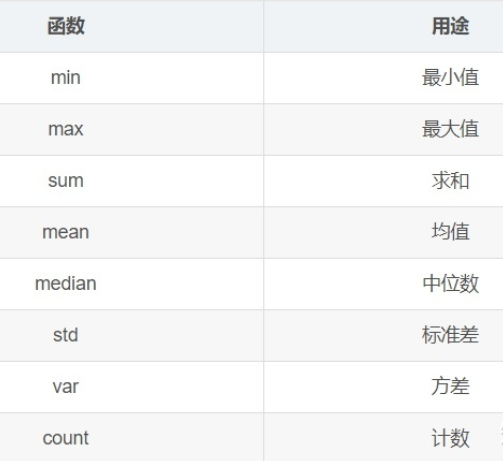 函数 用途
min 最小值
max 最大值
sum 求和
mean 均值
median 中位数
std 标准差
var 方差
count 计数